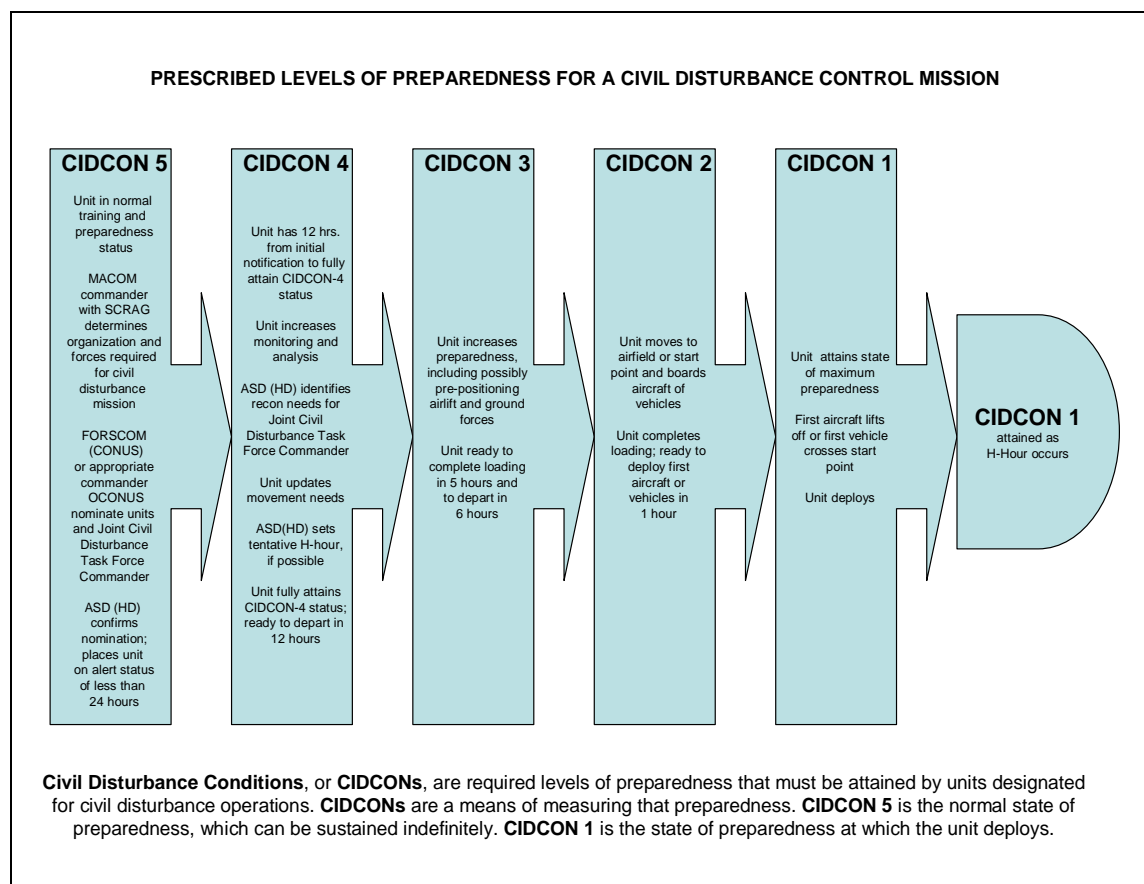 PRESCRIBED LEVELS OF PREPAREDNESS FOR A CIVIL DISTURBANCE CONTROL MISSION
CIDCON 5
Unit in normal
training and
preparedness
status
MACOM
commander
with SCRAG
determines
organization and
forces required
for civil
disturbance
mission
FORSCOM
(CONUS)
or appropriate
commander
OCONUS
nominate units
and Joint Civil
Disturbance
Task Force
Commander
ASD (HD)
confirms
nomination;
places unit
on alert status
of less than
24 hours
CIDCON 4
Unit has 12 hrs.
from initial
notification to fully
attain CIDCON-4
status
Unit increases
monitoring and
analysis
ASD (HD) identifies
recon needs for
Joint Civil
Disturbance Task
Force Commander
Unit updates
movement needs
ASD(HD) sets
tentative H-hour,
if possible
Unit fully attains
CIDCON-4 status;
ready to depart in
12 hours
CIDCON 3
Unit increases
preparedness,
including possibly
pre-positioning
airlift and ground
forces
Unit ready to
complete loading
in 5 hours and
to depart in
6 hours
CIDCON 2
Unit moves to
airfield or start
point and boards
aircraft of
vehicles
Unit completes
loading; ready to
deploy first
aircraft or
vehicles in
1 hour
CIDCON 1
Unit attains state
of maximum
preparedness
First aircraft lifts
off or first vehicle
crosses start
point
Unit deploys
CIDCON 1
attained as
H-Hour occurs
Civil Disturbance Conditions, or CIDCONs, are required levels of preparedness that must be attained by units designated
for civil disturbance operations. CIDCONs are a means of measuring that preparedness. CIDCON 5 is the normal state of
preparedness, which can be sustained indefinitely. CIDCON 1 is the state of preparedness at which the unit deploys.